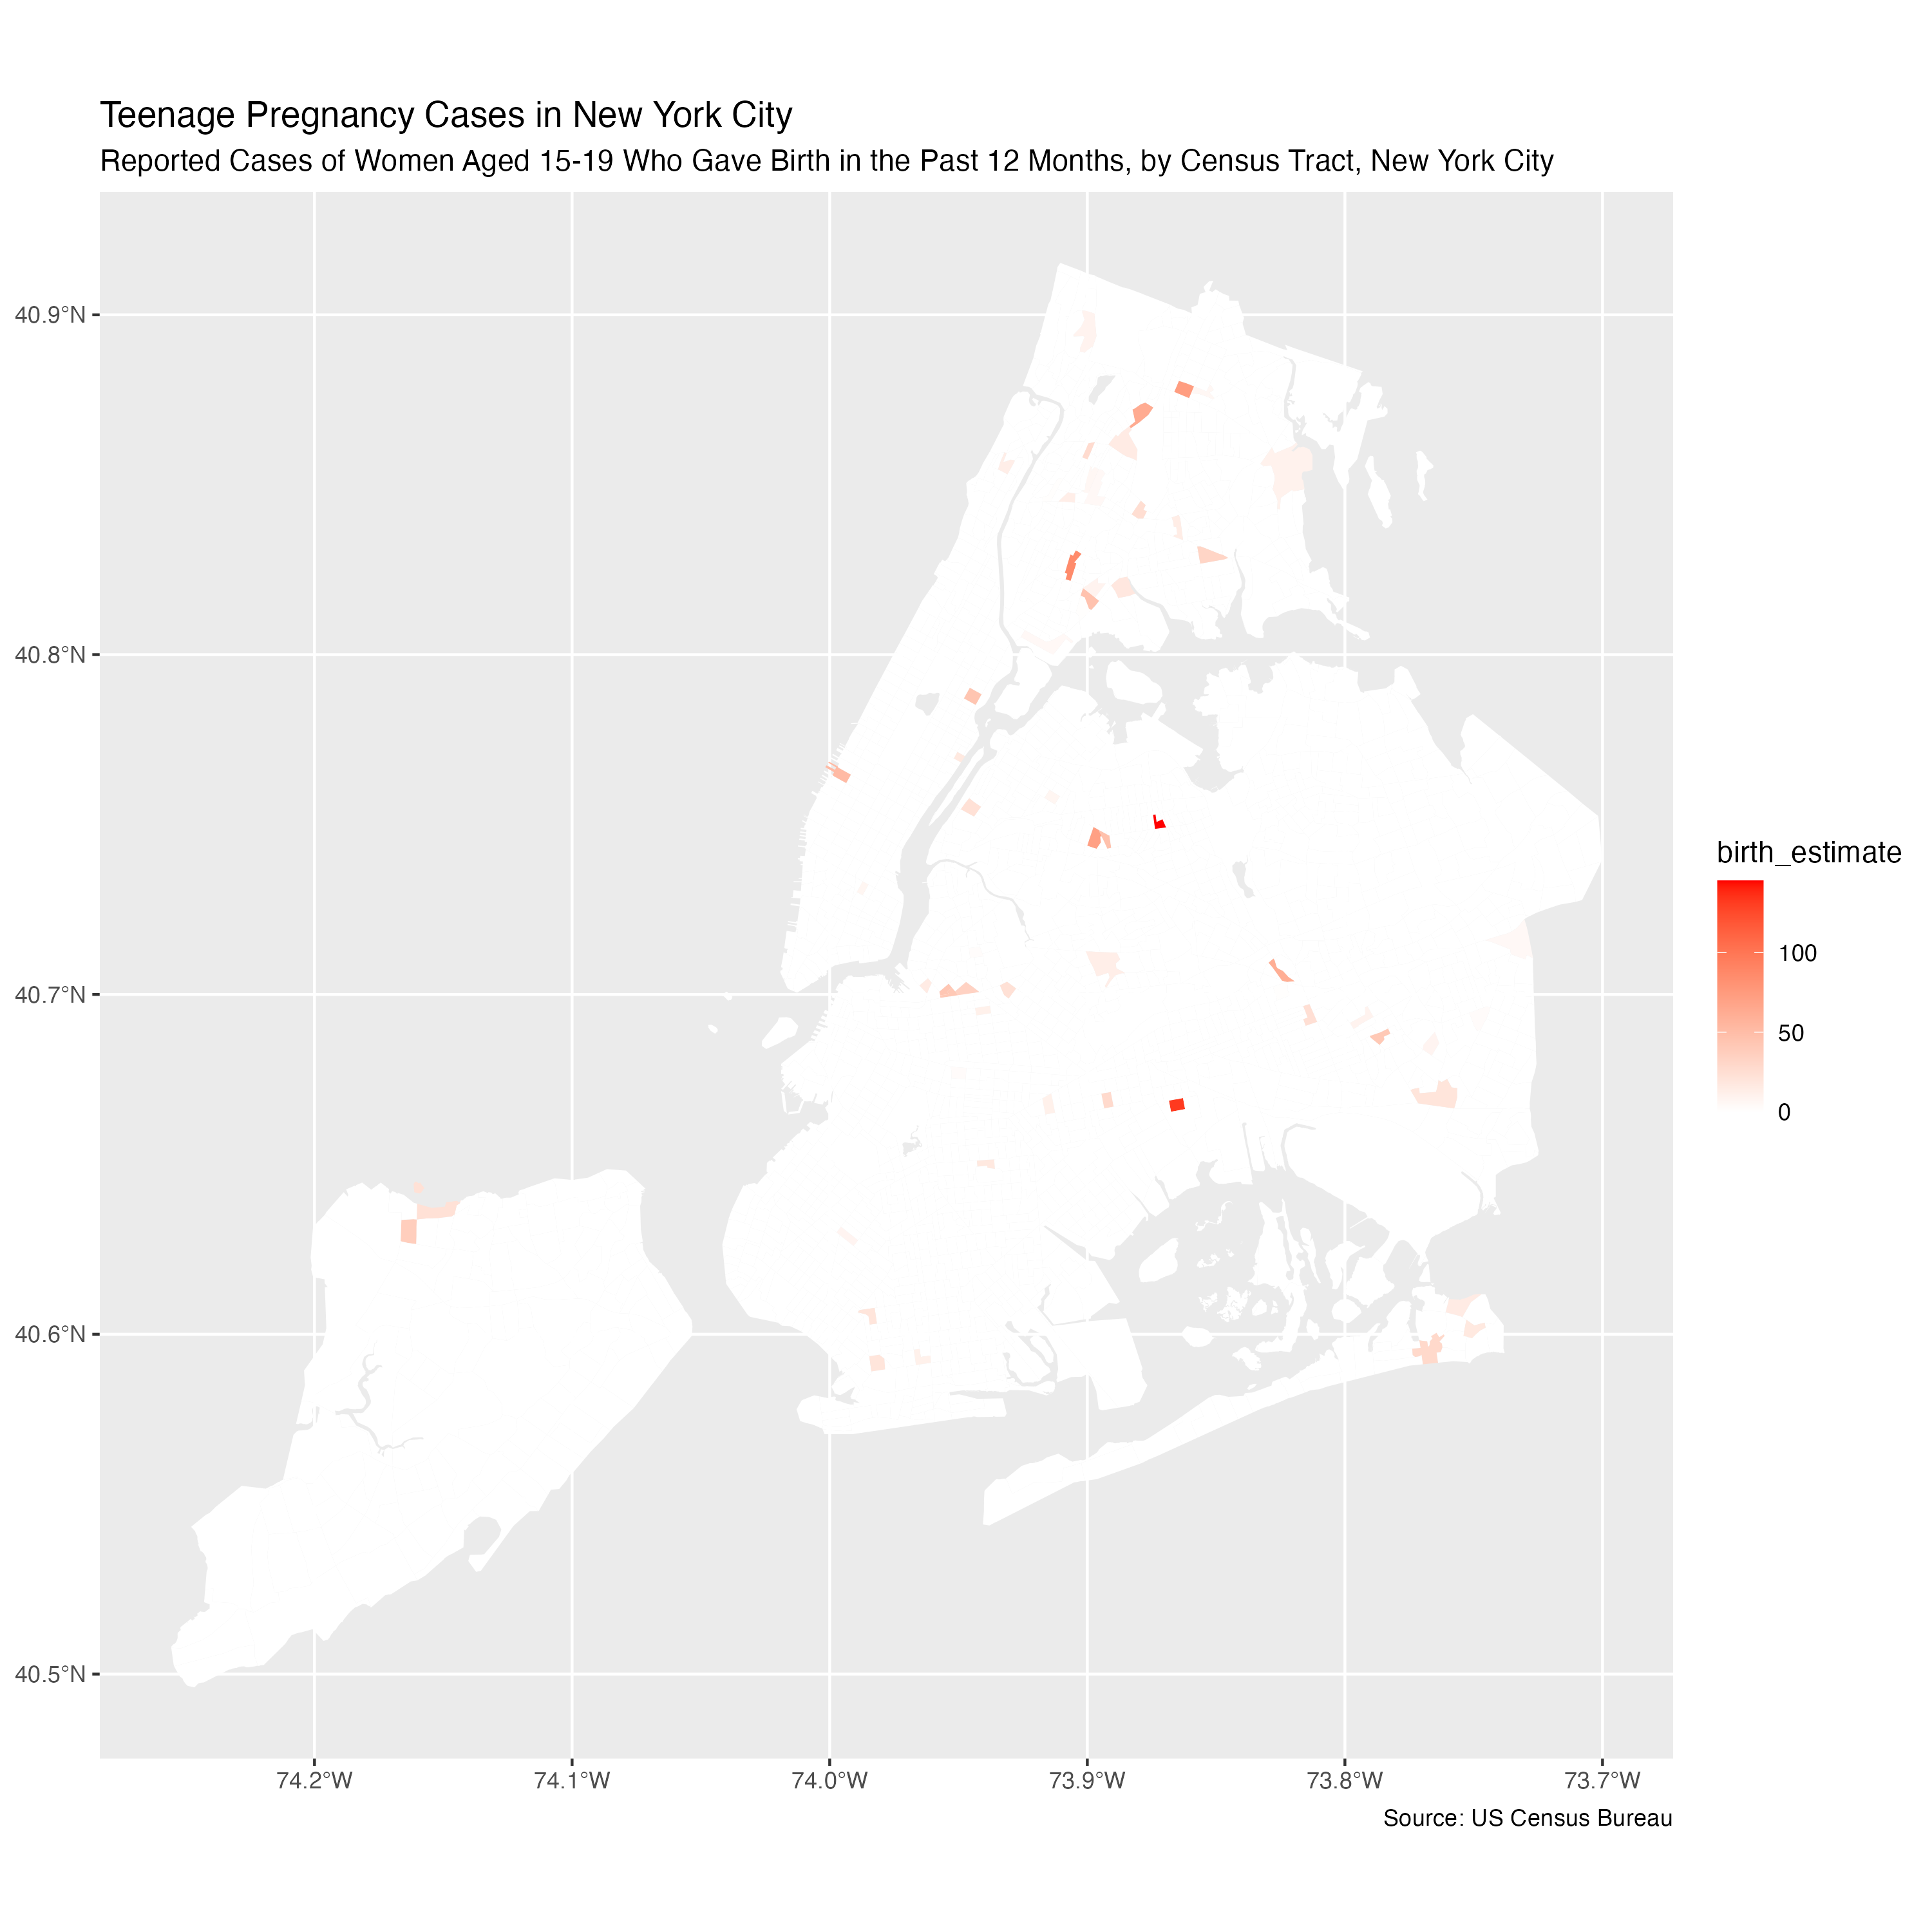 Teenage Pregnancy Cases in New York City
Reported Cases of Women Aged 15-19 Who Gave Birth in the Past 12 Months, by Census Tract, New York City
40.9°N
40.8°N
40.7°N
40.6°N
40.5°N
74.2°W
74.1°W
74.0°W
73.9°W
73.8°W
73.7°W
birth_estimate
100
50
0
Source: US Census Bureau